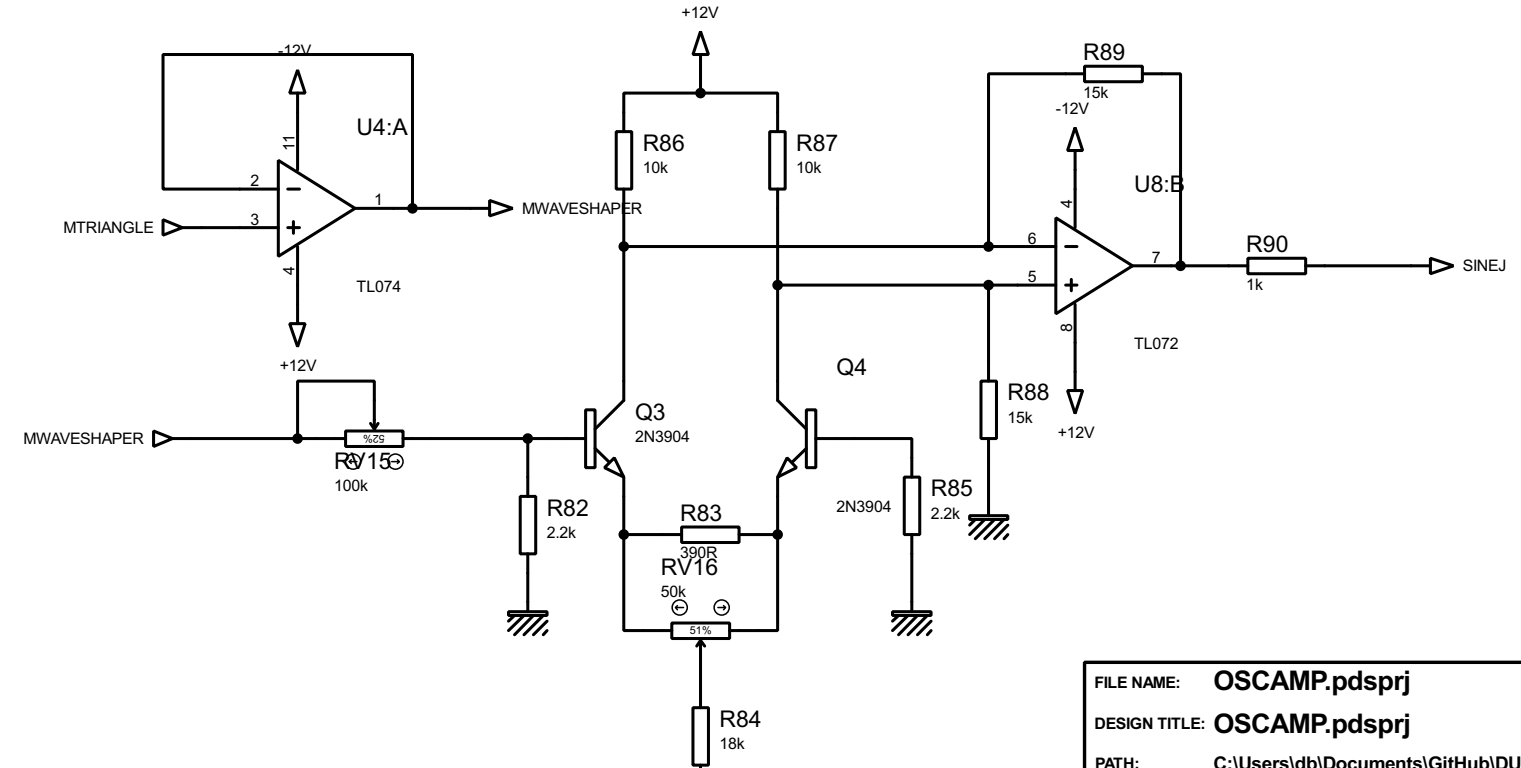 +12V
-12V
R89
15k
-12V
11
U4:A
R86
10k
R87
10k
2
1
MWAVESHAPER
MTRIANGLE
3
4
TL074
+12V
U8:B
4
6
7
5
8
R90
1k
SINEJ
TL072
+12V
Q4
R88
15k
Q3
2N3904
MWAVESHAPER
52%
RV15
100k
R82
2.2k
R83
390R
2N3904
R85
2.2k
RV16
50k
51%
R84
18k
FILE NAME: OSCAMP.pdsprj
DESIGN TITLE: OSCAMP.pdsprj
PATH: C:\Users\db\Documents\GitHub\DU